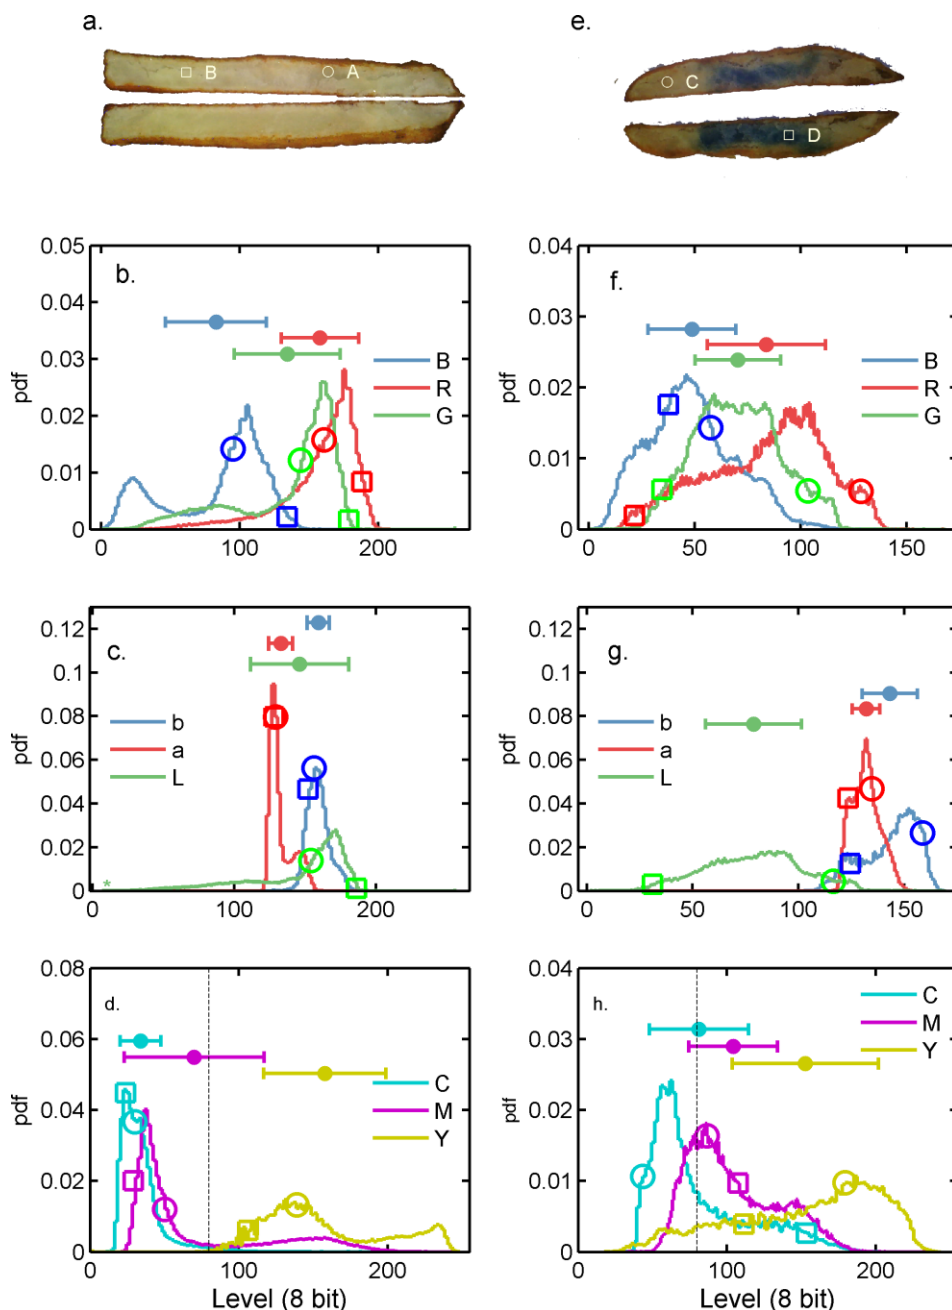 a.
e.
B A
C
D
0.05
0.04
0.03
0.02
0.01
0
pdf
b.
B
R
G
0 100 200
0.04
0.03
0.02
0.01
0
pdf
f.
B
R
G
0 50 100 150
0.12
0.1
0.08
0.06
0.04
0.02
0
pdf
c.
b
a
L
*
0 100 200
0.12
0.1
0.08
0.06
0.04
0.02
0
pdf
g.
b
a
L
0 50 100 150
0.08
0.06
0.04
0.02
0
pdf
d.
C
M
Y
0 100 200
Level (8 bit)
0.04
0.03
0.02
0.01
0
pdf
h.
C
M
Y
0 100 200
Level (8 bit)